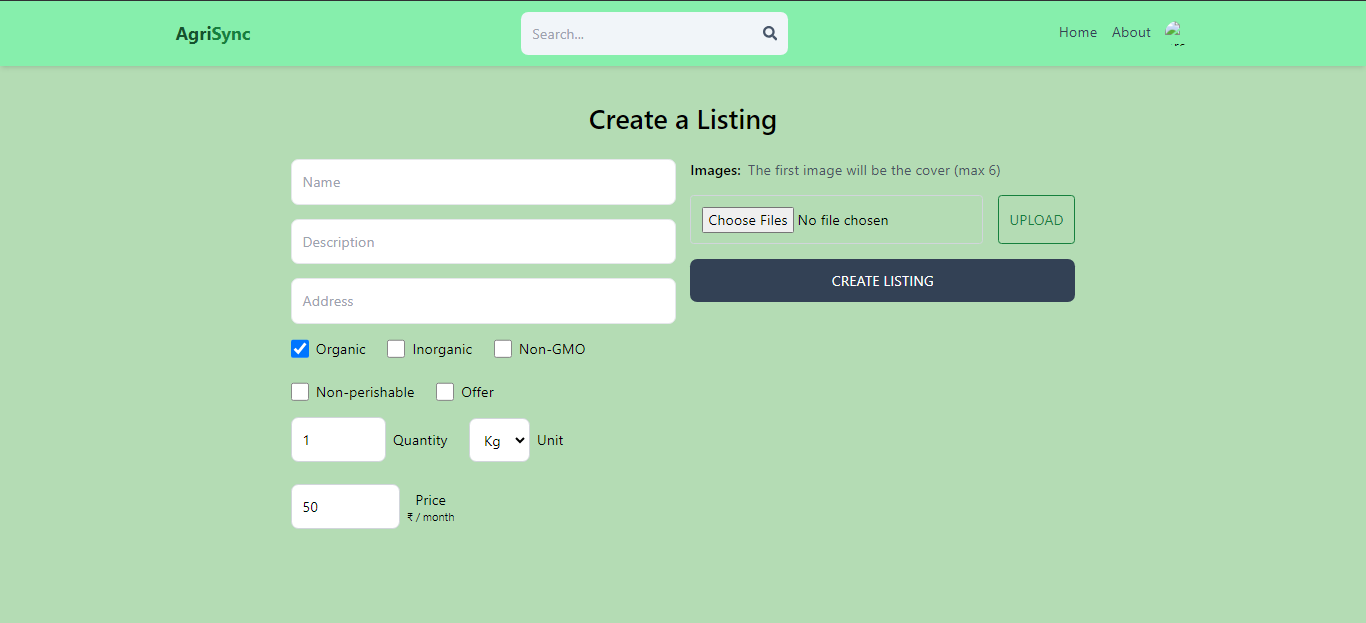 AgriSync
Search...
Home About
Create a Listing
Name
Description
Address
Organic Inorganic Non-GMO
Non-perishable Offer
1 Quantity Kg Unit
50 Price
₹ / month
Images: The first image will be the cover (max 6)
Choose Files No file chosen UPLOAD
CREATE LISTING